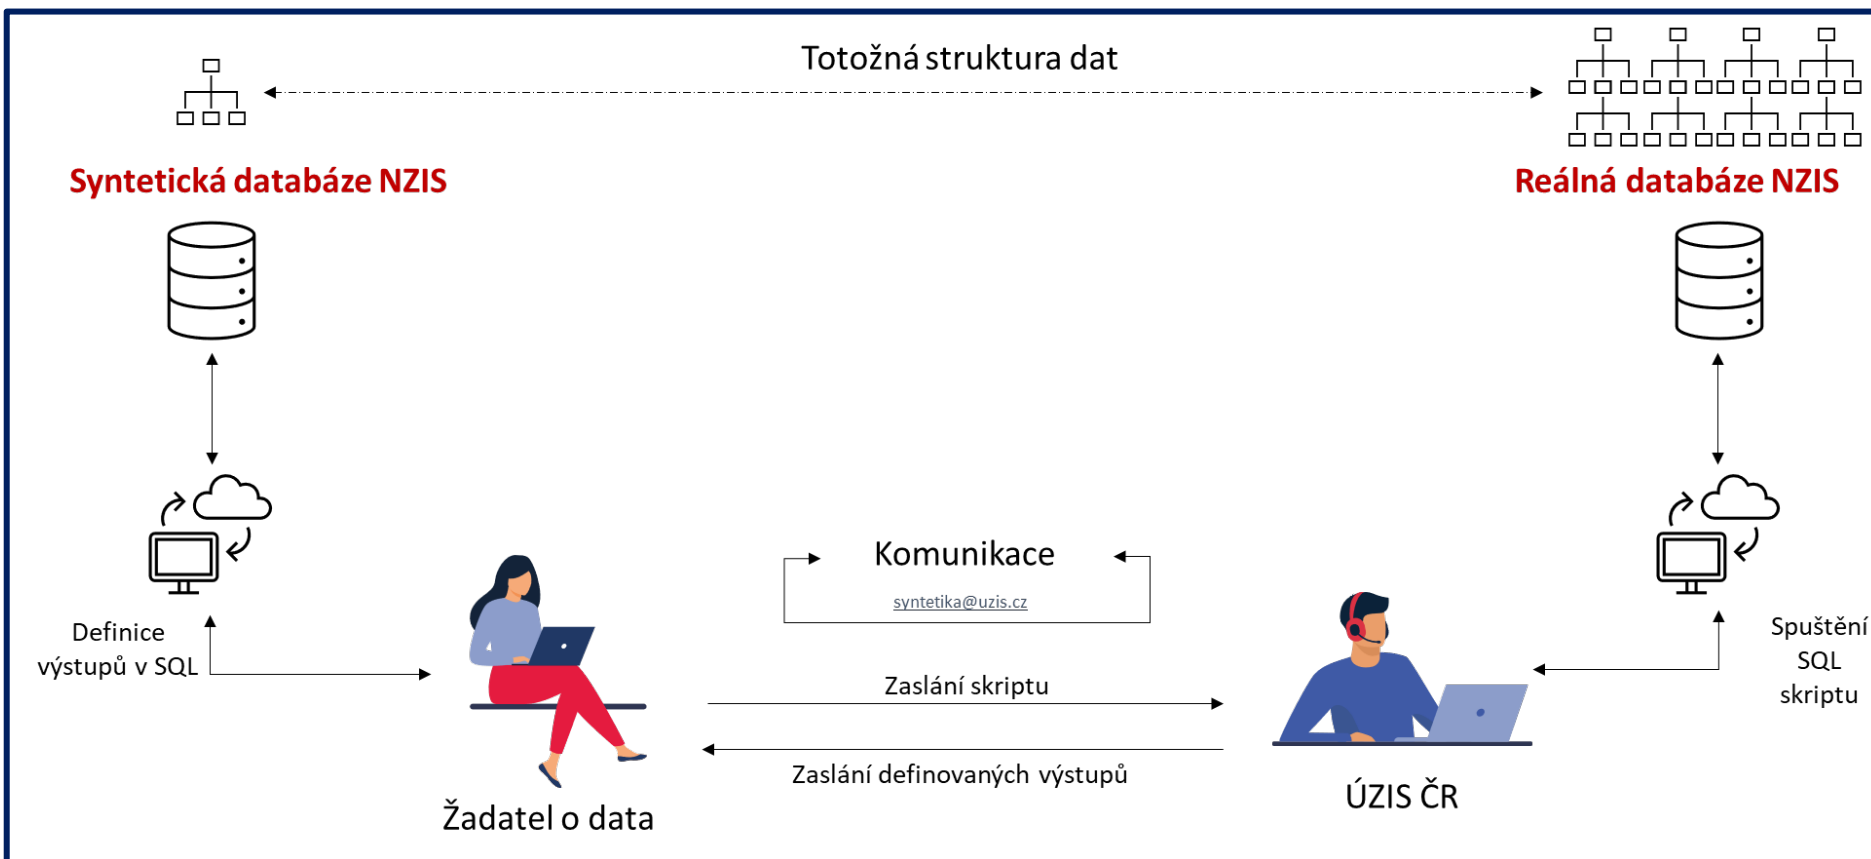 Totožná struktura dat
Syntetická databáze NZIS
Reálná databáze NZIS
Komunikace
syntetika@uzis.cz
Definice
výstupů v SQL
Spuštění
SQL
skriptu
Zaslání skriptu
Zaslání definovaných výstupů
Žadatel o data
ÚZIS ČR